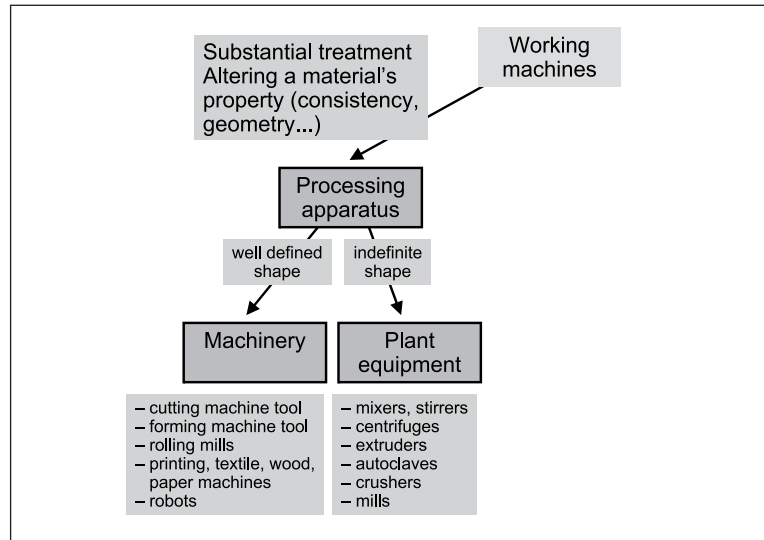 Substantial treatment
Altering a material's
property (consistency,
geometry...)
Working
machines
Processing
apparatus
well defined
shape
indefinite
shape
Machinery
Plant
equipment
– cutting machine tool
– forming machine tool
– rolling mills
– printing, textile, wood,
paper machines
– robots
– mixers, stirrers
– centrifuges
– extruders
– autoclaves
– crushers
– mills